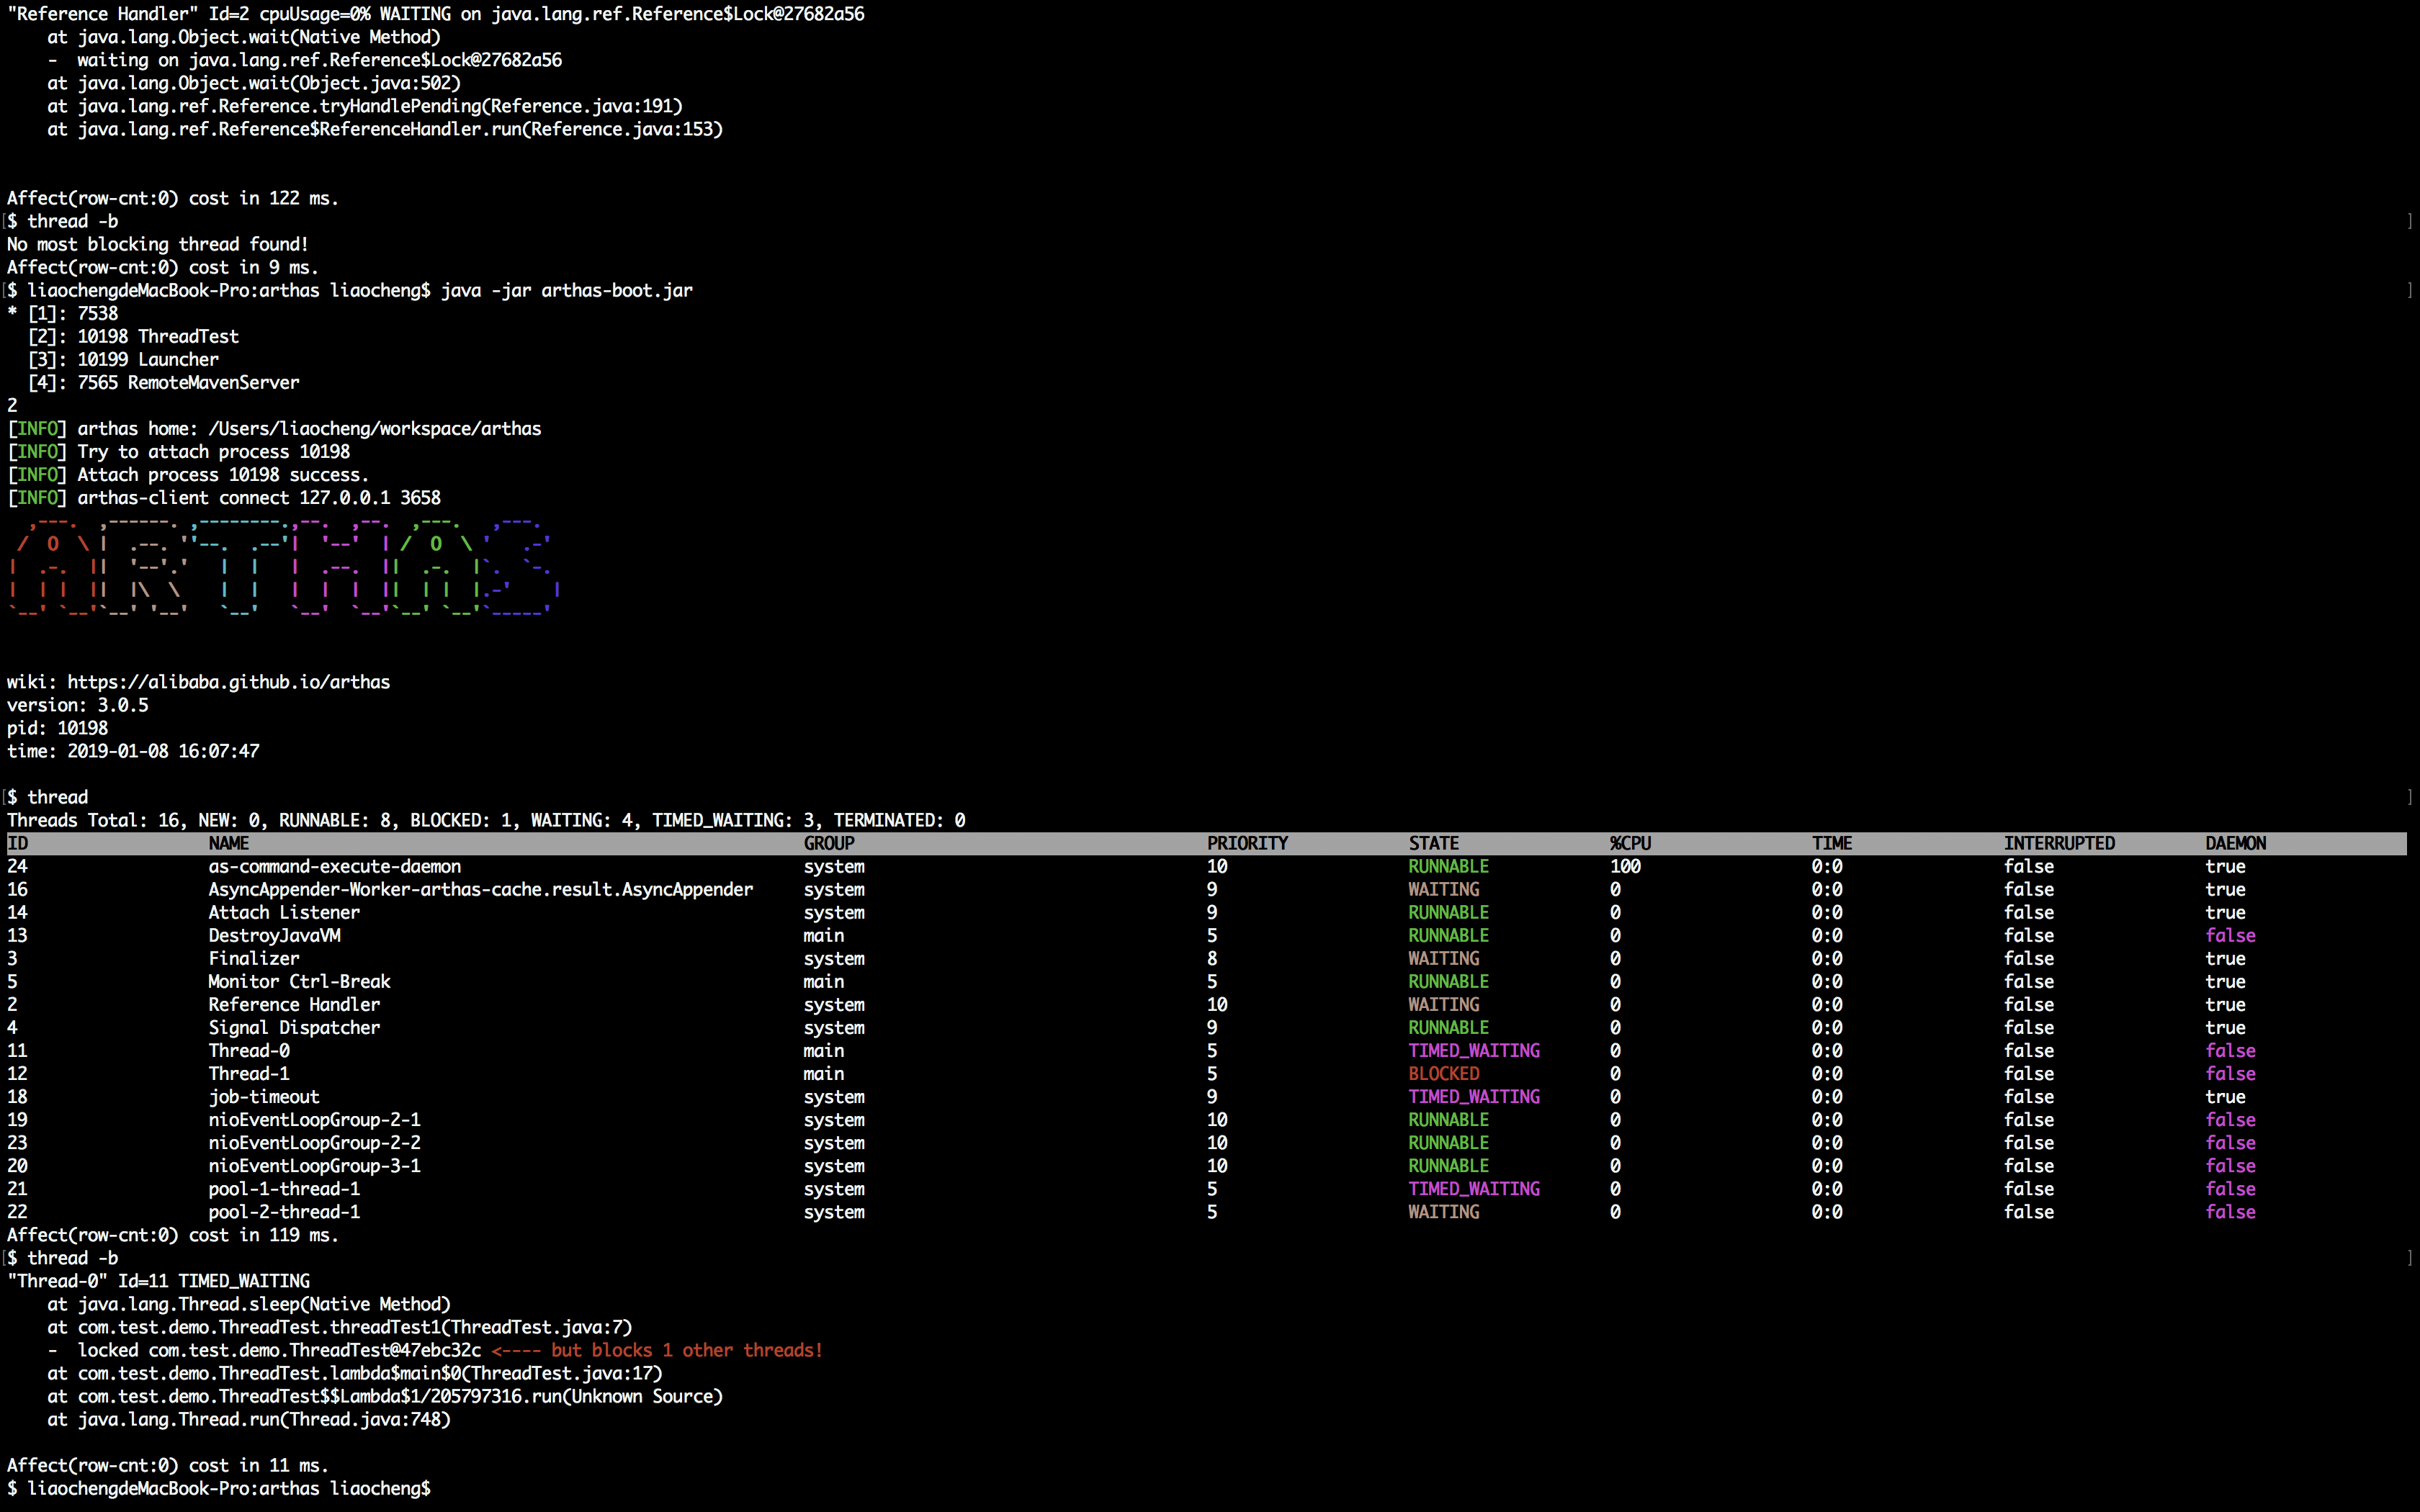 "Reference Handler" Id=2 cpuUsage=0% WAITING on java.lang.ref.Reference$Lock@27682a56
    at java.lang.Object.wait(Native Method)
    -  waiting on java.lang.ref.Reference$Lock@27682a56
    at java.lang.Object.wait(Object.java:502)
    at java.lang.ref.Reference.tryHandlePending(Reference.java:191)
    at java.lang.ref.Reference$ReferenceHandler.run(Reference.java:153)
Affect(row-cnt:0) cost in 122 ms.
[$ thread -b ]
No most blocking thread found!
Affect(row-cnt:0) cost in 9 ms.
[$ liaochengdeMacBook-Pro:arthas liaocheng$ java -jar arthas-boot.jar ]
* [1]: 7538
  [2]: 10198 ThreadTest
  [3]: 10199 Launcher
  [4]: 7565 RemoteMavenServer
2
[INFO] arthas home: /Users/liaocheng/workspace/arthas
[INFO] Try to attach process 10198
[INFO] Attach process 10198 success.
[INFO] arthas-client connect 127.0.0.1 3658
ARTHAS
wiki: https://alibaba.github.io/arthas
version: 3.0.5
pid: 10198
time: 2019-01-08 16:07:47
[$ thread ]
Threads Total: 16, NEW: 0, RUNNABLE: 8, BLOCKED: 1, WAITING: 4, TIMED_WAITING: 3, TERMINATED: 0
ID NAME GROUP PRIORITY STATE %CPU TIME INTERRUPTED DAEMON
24 as-command-execute-daemon system 10 RUNNABLE 100 0:0 false true
16 AsyncAppender-Worker-arthas-cache.result.AsyncAppender system 9 WAITING 0 0:0 false true
14 Attach Listener system 9 RUNNABLE 0 0:0 false true
13 DestroyJavaVM main 5 RUNNABLE 0 0:0 false false
3 Finalizer system 8 WAITING 0 0:0 false true
5 Monitor Ctrl-Break main 5 RUNNABLE 0 0:0 false true
2 Reference Handler system 10 WAITING 0 0:0 false true
4 Signal Dispatcher system 9 RUNNABLE 0 0:0 false true
11 Thread-0 main 5 TIMED_WAITING 0 0:0 false false
12 Thread-1 main 5 BLOCKED 0 0:0 false false
18 job-timeout system 9 TIMED_WAITING 0 0:0 false true
19 nioEventLoopGroup-2-1 system 10 RUNNABLE 0 0:0 false false
23 nioEventLoopGroup-2-2 system 10 RUNNABLE 0 0:0 false false
20 nioEventLoopGroup-3-1 system 10 RUNNABLE 0 0:0 false false
21 pool-1-thread-1 system 5 TIMED_WAITING 0 0:0 false false
22 pool-2-thread-1 system 5 WAITING 0 0:0 false false
Affect(row-cnt:0) cost in 119 ms.
[$ thread -b ]
"Thread-0" Id=11 TIMED_WAITING
    at java.lang.Thread.sleep(Native Method)
    at com.test.demo.ThreadTest.threadTest1(ThreadTest.java:7)
    -  locked com.test.demo.ThreadTest@47ebc32c <---- but blocks 1 other threads!
    at com.test.demo.ThreadTest.lambda$main$0(ThreadTest.java:17)
    at com.test.demo.ThreadTest$$Lambda$1/205797316.run(Unknown Source)
    at java.lang.Thread.run(Thread.java:748)
Affect(row-cnt:0) cost in 11 ms.
$ liaochengdeMacBook-Pro:arthas liaocheng$